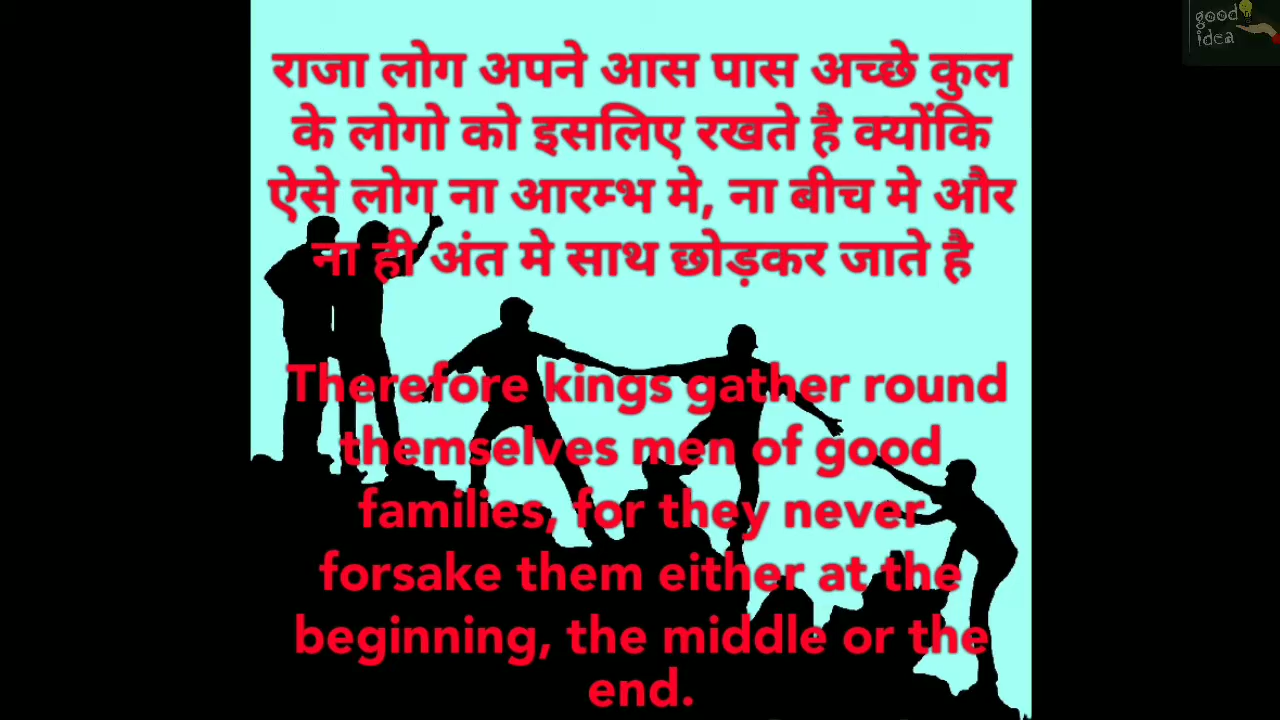 good
idea
राजा लोग अपने आस पास अच्छे कुल
के लोगो को इसलिए रखते है क्योंकि
ऐसे लोग ना आरम्भ मे, ना बीच मे और
ना ही अंत मे साथ छोड़कर जाते है
Therefore kings gather round
themselves men of good
families, for they never
forsake them either at the
beginning, the middle or the
end.